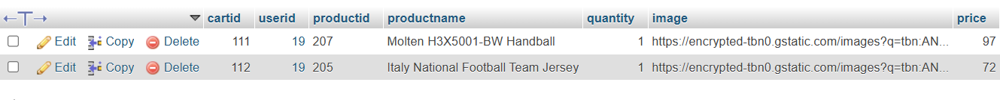 cartid userid productid productname quantity image price
Edit Copy Delete 111 19 207 Molten H3X5001-BW Handball 1 https://encrypted-tbn0.gstatic.com/images?q=tbn:AN... 97
Edit Copy Delete 112 19 205 Italy National Football Team Jersey 1 https://encrypted-tbn0.gstatic.com/images?q=tbn:AN... 72